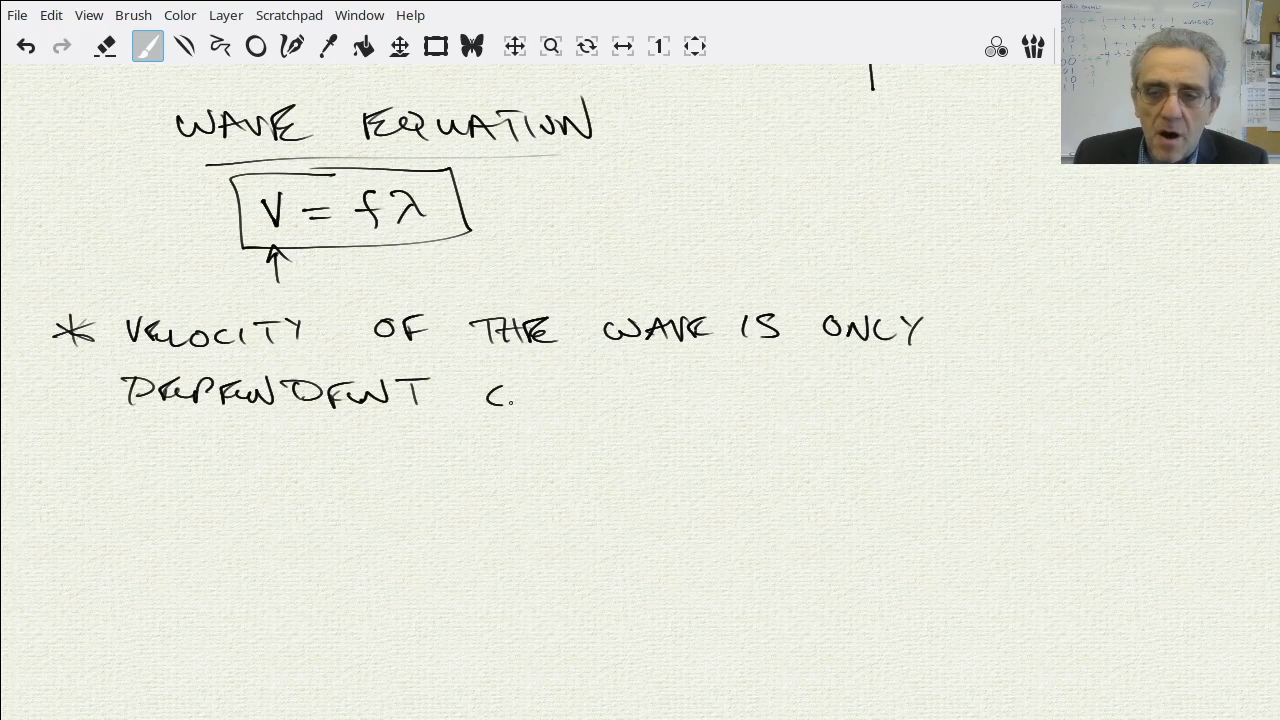 File Edit View Brush Color Layer Scratchpad Window Help
WAVE EQUATION
V = fλ
* VELOCITY OF THE WAVE IS ONLY
DEPENDENT